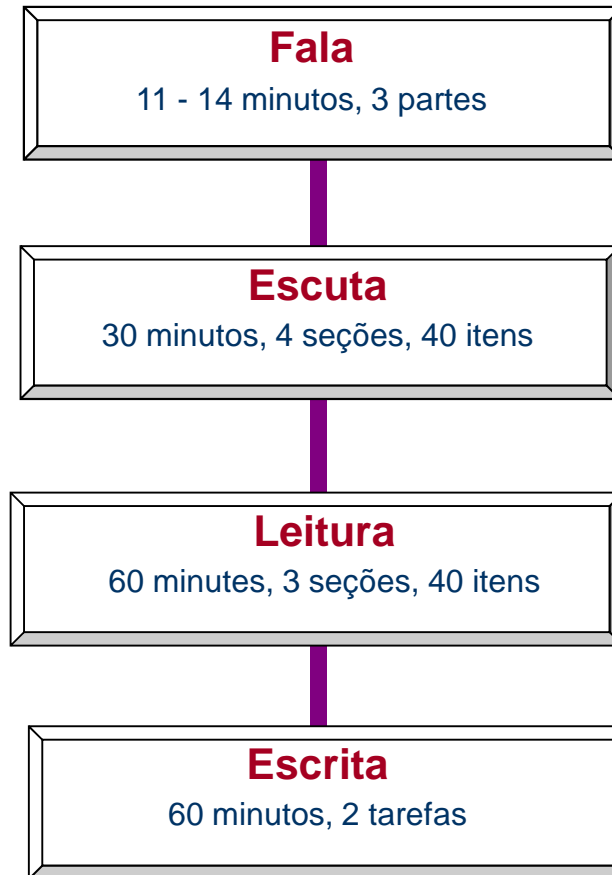 Fala
11 - 14 minutos, 3 partes
Escuta
30 minutos, 4 seções, 40 itens
Leitura
60 minutes, 3 seções, 40 itens
Escrita
60 minutos, 2 tarefas